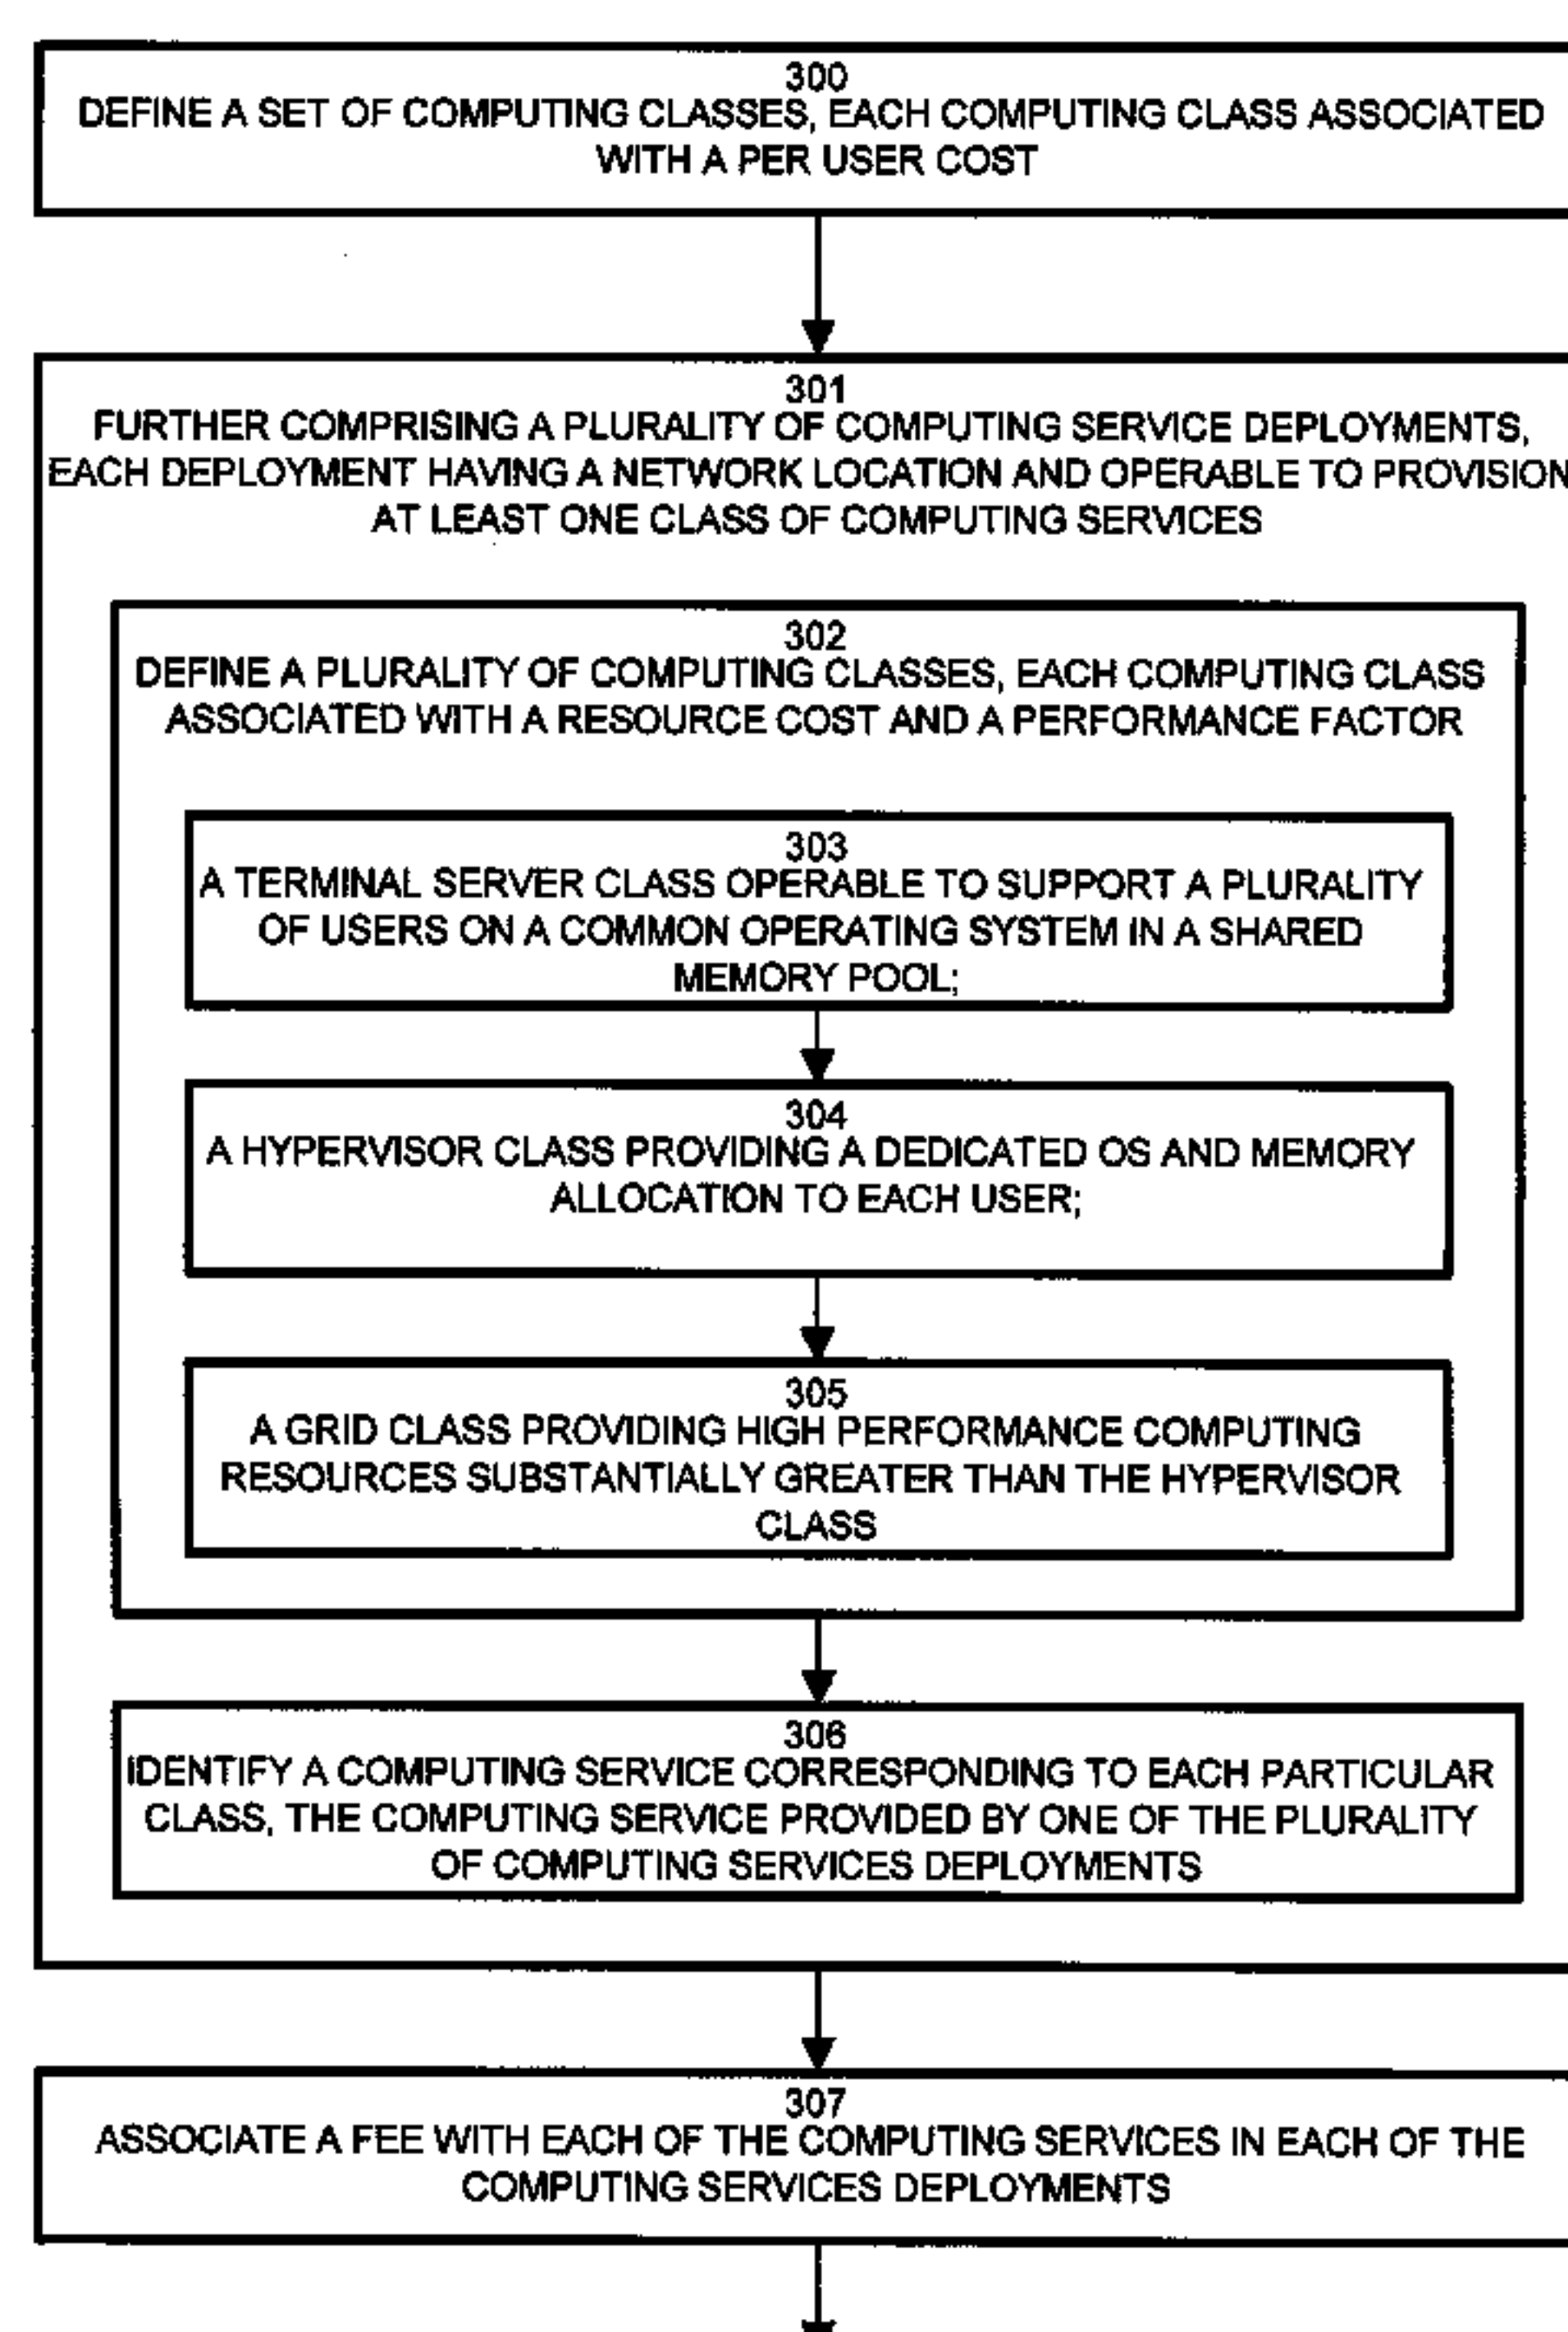 300
DEFINE A SET OF COMPUTING CLASSES, EACH COMPUTING CLASS ASSOCIATED
WITH A PER USER COST
301
FURTHER COMPRISING A PLURALITY OF COMPUTING SERVICE DEPLOYMENTS,
EACH DEPLOYMENT HAVING A NETWORK LOCATION AND OPERABLE TO PROVISION
AT LEAST ONE CLASS OF COMPUTING SERVICES
302
DEFINE A PLURALITY OF COMPUTING CLASSES, EACH COMPUTING CLASS
ASSOCIATED WITH A RESOURCE COST AND A PERFORMANCE FACTOR
303
A TERMINAL SERVER CLASS OPERABLE TO SUPPORT A PLURALITY
OF USERS ON A COMMON OPERATING SYSTEM IN A SHARED
MEMORY POOL;
304
A HYPERVISOR CLASS PROVIDING A DEDICATED OS AND MEMORY
ALLOCATION TO EACH USER;
305
A GRID CLASS PROVIDING HIGH PERFORMANCE COMPUTING
RESOURCES SUBSTANTIALLY GREATER THAN THE HYPERVISOR
CLASS
306
IDENTIFY A COMPUTING SERVICE CORRESPONDING TO EACH PARTICULAR
CLASS, THE COMPUTING SERVICE PROVIDED BY ONE OF THE PLURALITY
OF COMPUTING SERVICES DEPLOYMENTS
307
ASSOCIATE A FEE WITH EACH OF THE COMPUTING SERVICES IN EACH OF THE
COMPUTING SERVICES DEPLOYMENTS